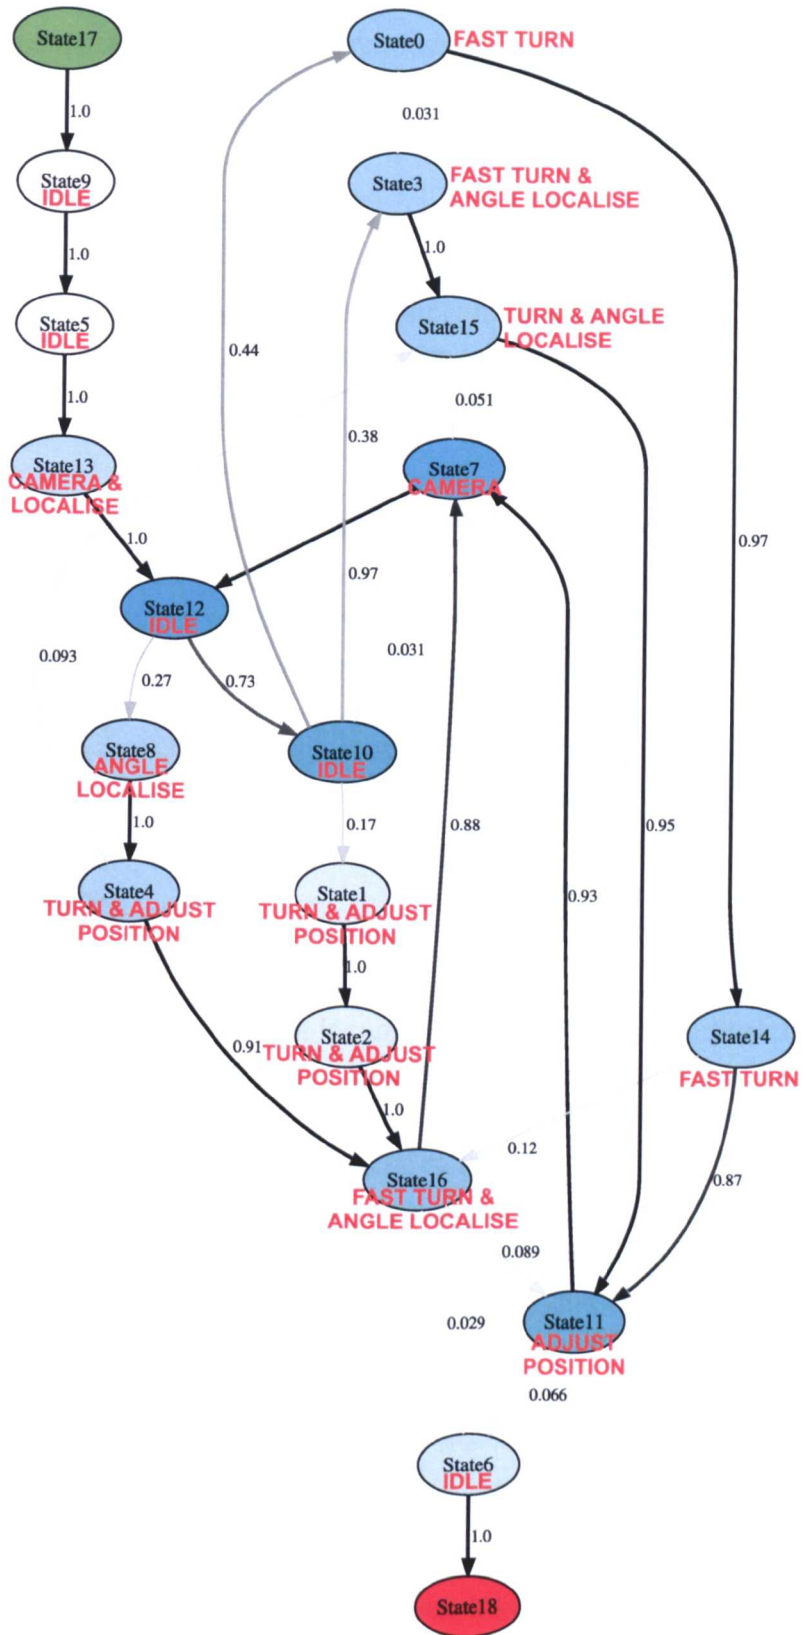 State17
State0 FAST TURN
1.0
0.031
State9
IDLE
State3
FAST TURN &
ANGLE LOCALISE
1.0
1.0
State5
IDLE
State15
TURN & ANGLE
LOCALISE
0.44
1.0
0.051
0.38
State13
CAMERA &
LOCALISE
State7
CAMERA
1.0
0.97
0.97
State12
IDLE
0.031
0.093
0.27
0.73
State8
ANGLE
LOCALISE
State10
IDLE
1.0
0.17
0.88
0.95
State4
TURN & ADJUST
POSITION
State1
TURN & ADJUST
POSITION
0.93
1.0
0.91
State2
TURN & ADJUST
POSITION
State14
FAST TURN
1.0
0.12
State16
FAST TURN &
ANGLE LOCALISE
0.87
0.089
0.029
State11
ADJUST
POSITION
0.066
State6
IDLE
1.0
State18